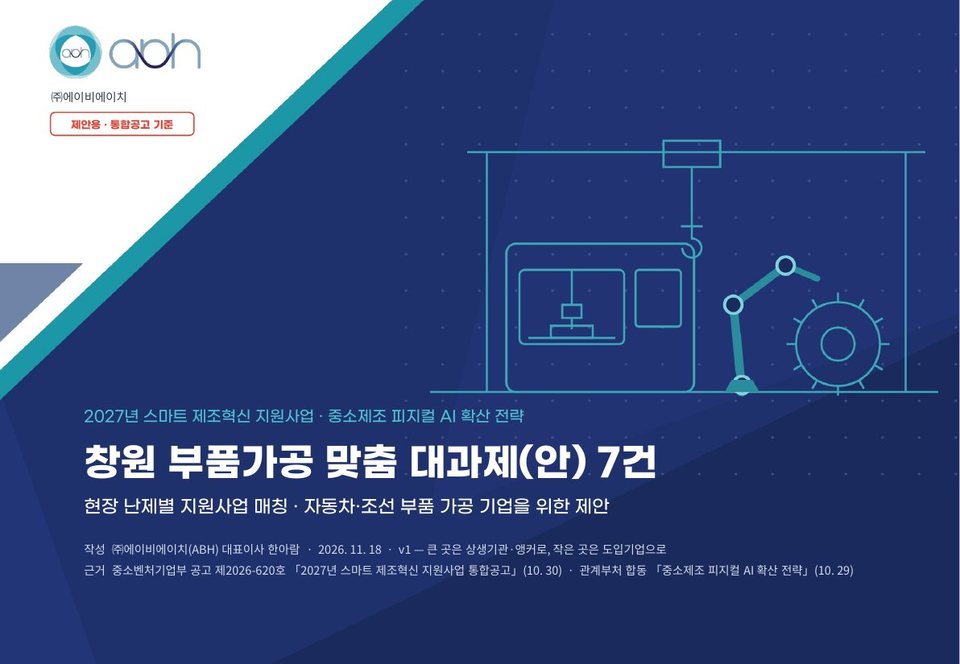 abh
abh
㈜에이비에이치
제안용 · 통합공고 기준
2027년 스마트 제조혁신 지원사업 · 중소제조 피지컬 AI 확산 전략
창원 부품가공 맞춤 대과제(안) 7건
현장 난제별 지원사업 매칭 · 자동차·조선 부품 가공 기업을 위한 제안
작성 ㈜에이비에이치(ABH) 대표이사 한아람 · 2026. 11. 18 · v1 — 큰 곳은 상생기관·앵커로, 작은 곳은 도입기업으로
근거 중소벤처기업부 공고 제2026-620호 「2027년 스마트 제조혁신 지원사업 통합공고」(10. 30) · 관계부처 합동 「중소제조 피지컬 AI 확산 전략」(10. 29)